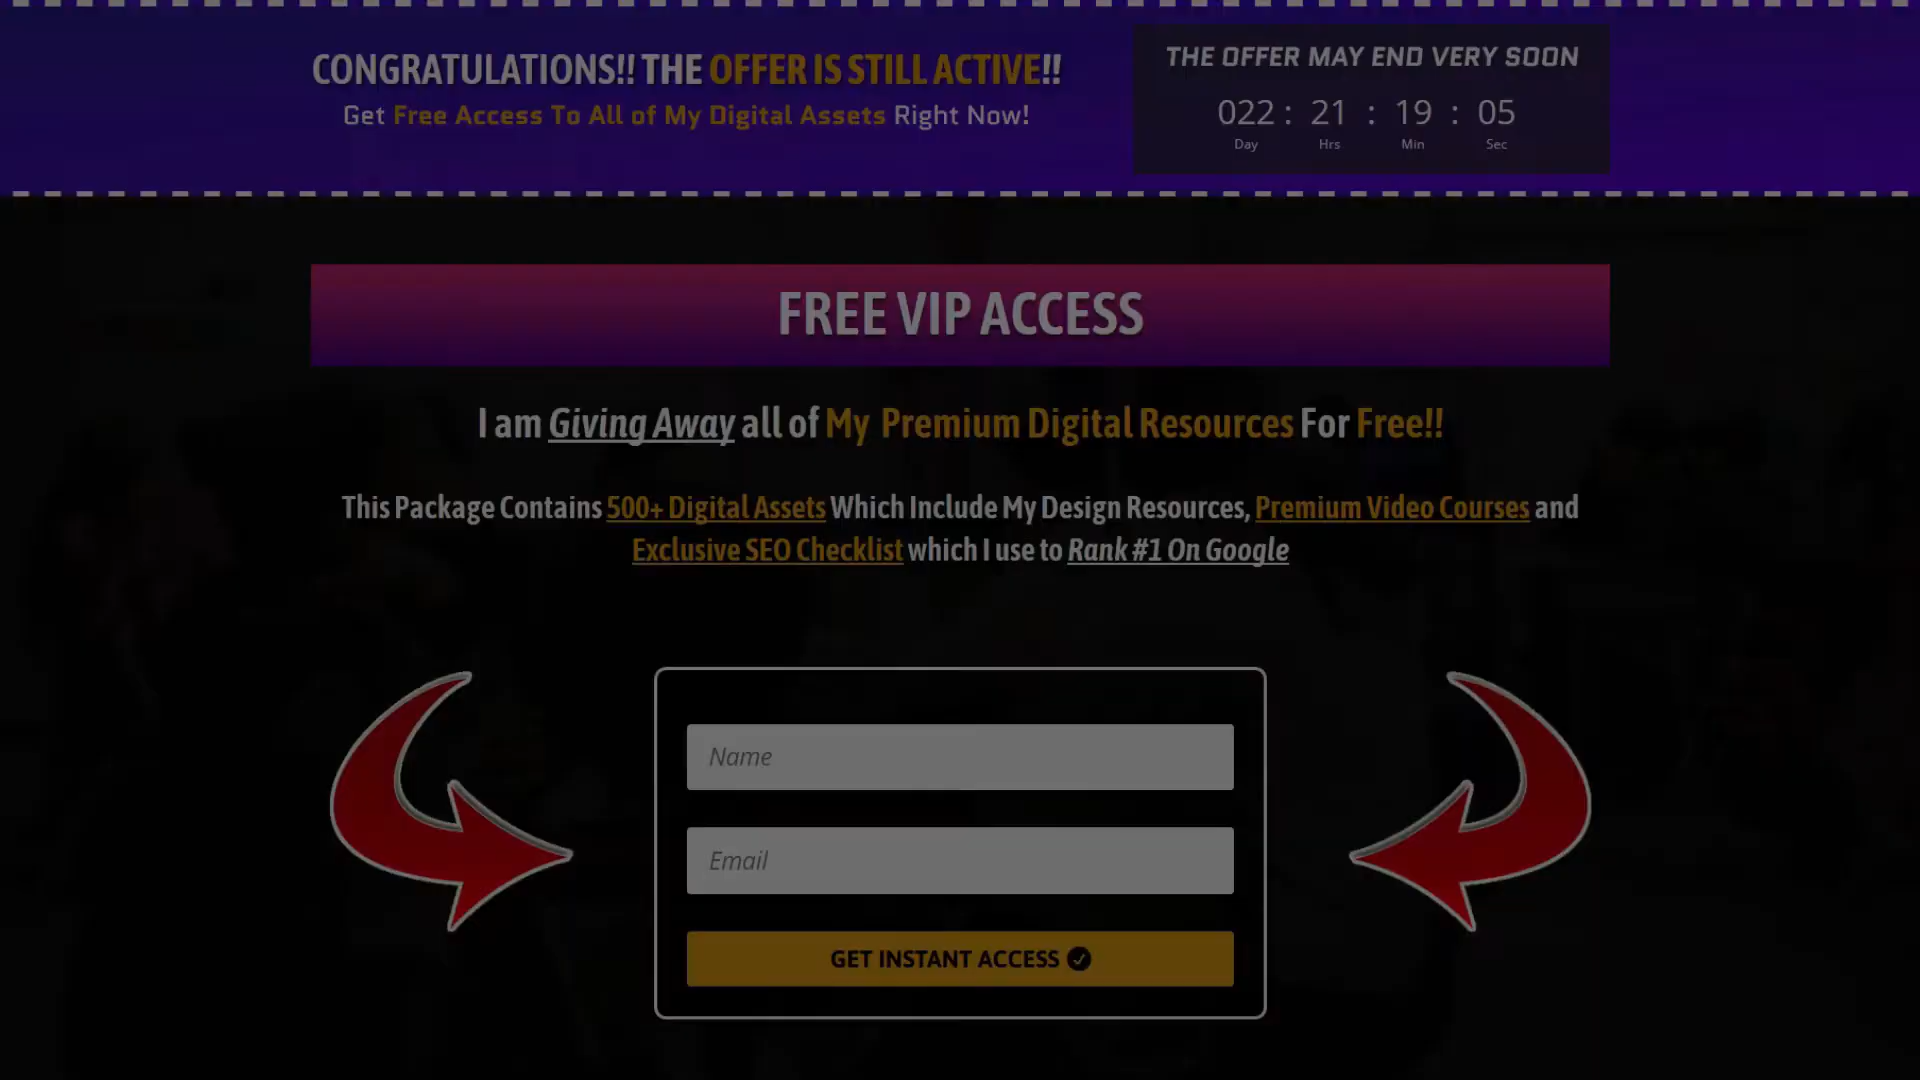 CONGRATULATIONS!! THE OFFER IS STILL ACTIVE!!
Get Free Access To All of My Digital Assets Right Now!
THE OFFER MAY END VERY SOON
022 : 21 : 19 : 05
Day Hrs Min Sec
FREE VIP ACCESS
I am Giving Away all of My Premium Digital Resources For Free!!
This Package Contains 500+ Digital Assets Which Include My Design Resources, Premium Video Courses and
Exclusive SEO Checklist which I use to Rank #1 On Google
Name
Email
GET INSTANT ACCESS